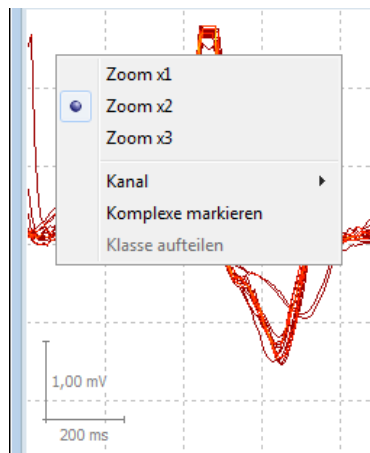 Zoom x1
Zoom x2
Zoom x3
Kanal
Komplexe markieren
Klasse aufteilen
1,00 mV
200 ms